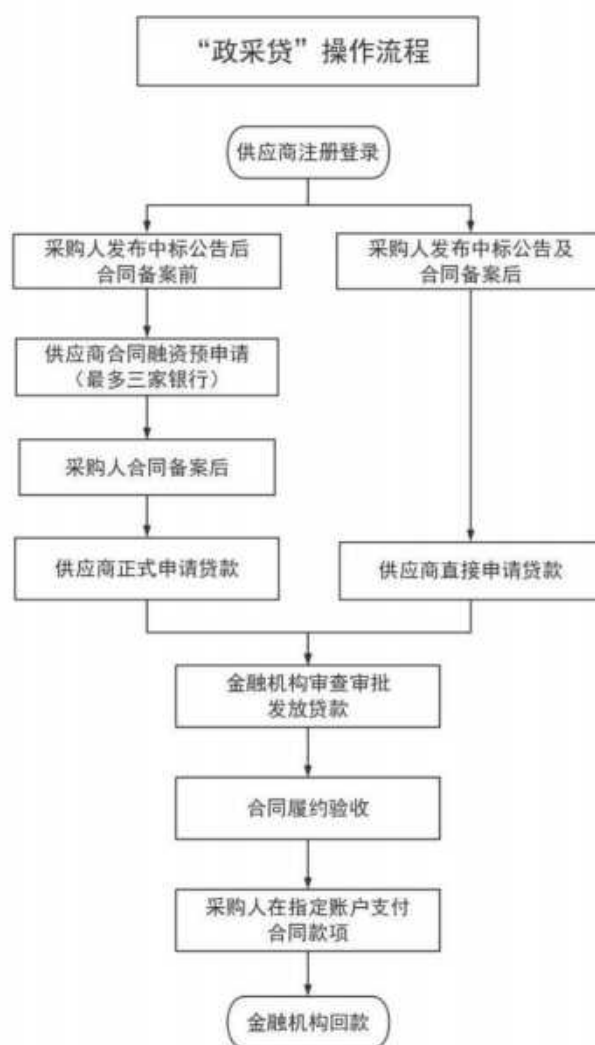 “政采贷”操作流程
供应商注册登录
采购人发布中标公告后
合同备案前
采购人发布中标公告及
合同备案后
供应商合同融资预申请
（最多三家银行）
采购人合同备案后
供应商正式申请贷款
供应商直接申请贷款
金融机构审查审批
发放贷款
合同履约验收
采购人在指定账户支付
合同款项
金融机构回款